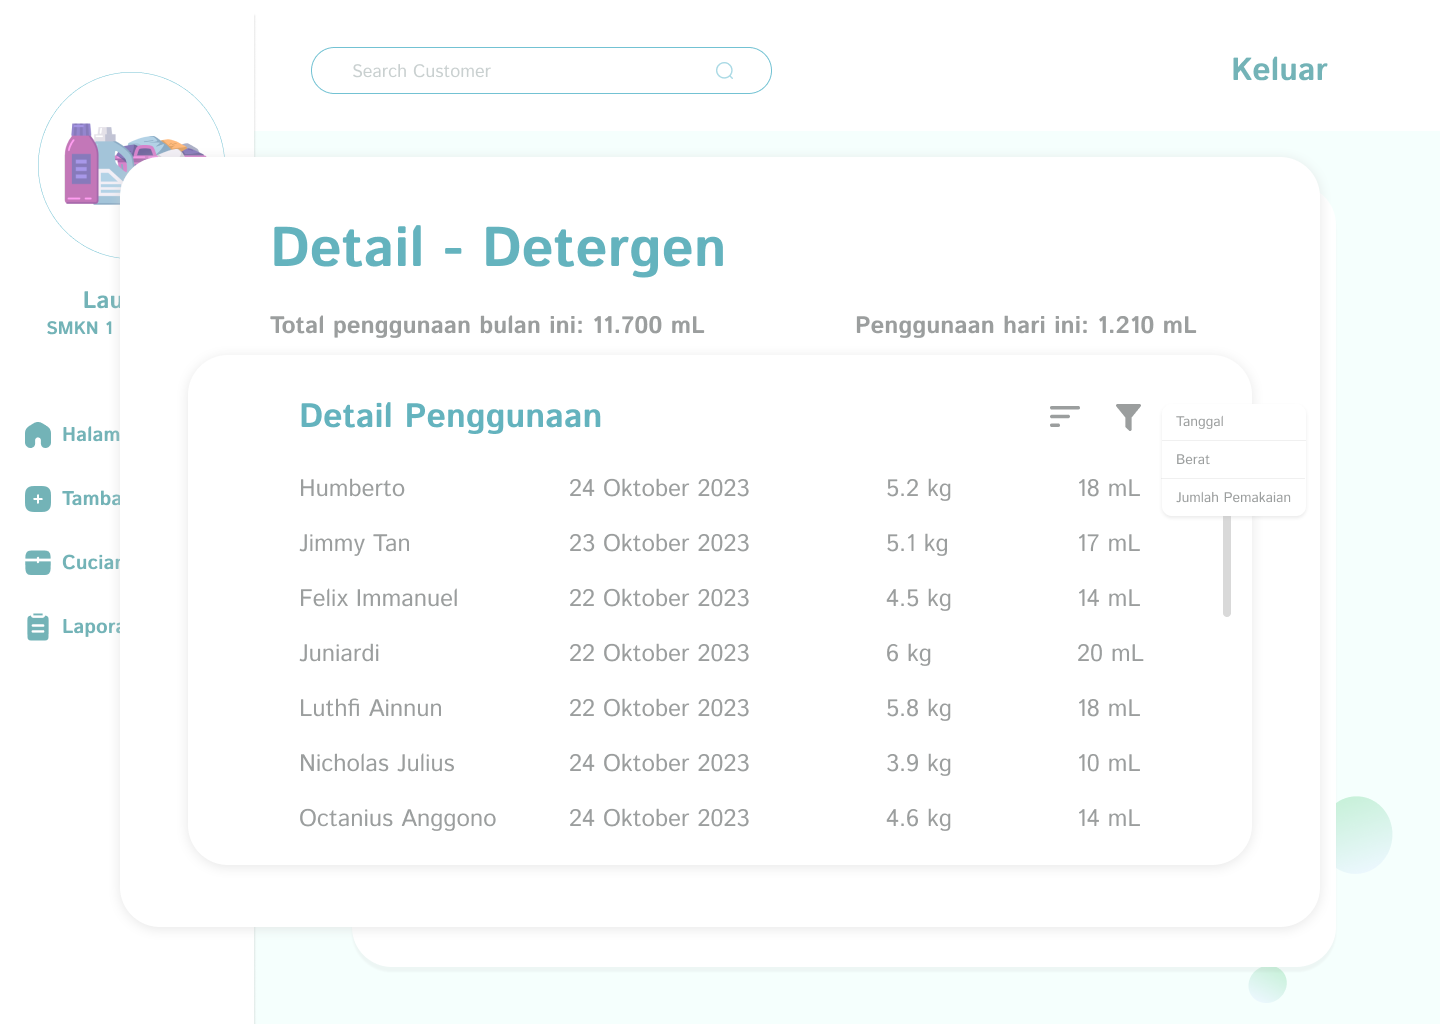 Search Customer
Keluar
Lau
SMKN 1
Halam
Tamba
Cucian
Lapora
Detail - Detergen
Total penggunaan bulan ini: 11.700 mL
Penggunaan hari ini: 1.210 mL
Detail Penggunaan
Tanggal
Berat
Jumlah Pemakaian
Humberto 24 Oktober 2023 5.2 kg 18 mL
Jimmy Tan 23 Oktober 2023 5.1 kg 17 mL
Felix Immanuel 22 Oktober 2023 4.5 kg 14 mL
Juniardi 22 Oktober 2023 6 kg 20 mL
Luthfi Ainnun 22 Oktober 2023 5.8 kg 18 mL
Nicholas Julius 24 Oktober 2023 3.9 kg 10 mL
Octanius Anggono 24 Oktober 2023 4.6 kg 14 mL